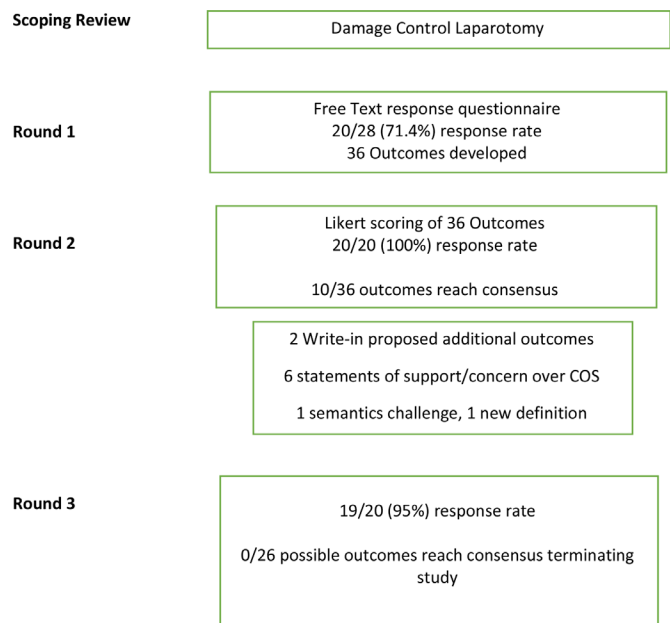 Scoping Review
Damage Control Laparotomy
Round 1
Free Text response questionnaire
20/28 (71.4%) response rate
36 Outcomes developed
Round 2
Likert scoring of 36 Outcomes
20/20 (100%) response rate
10/36 outcomes reach consensus
2 Write-in proposed additional outcomes
6 statements of support/concern over COS
1 semantics challenge, 1 new definition
Round 3
19/20 (95%) response rate
0/26 possible outcomes reach consensus terminating
study